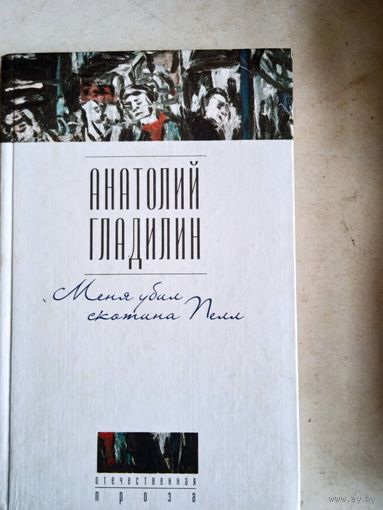 АНАТОЛИЙ
ГЛАДИЛИН
Меня убил
скотина Пелл
отечественная
проза
www.ay.by